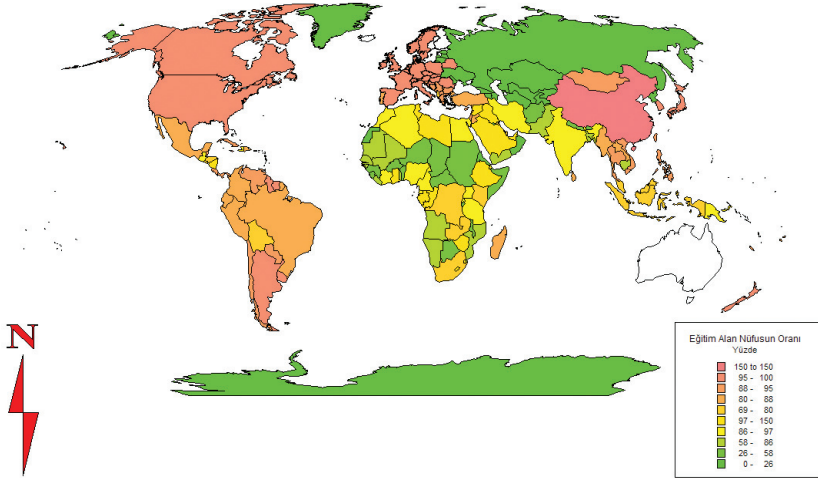 N
Eğitim Alan Nüfusun Oranı
Yüzde
150 to 150
95 - 100
88 - 95
80 - 88
69 - 80
97 - 150
86 - 97
58 - 86
26 - 58
0 - 26